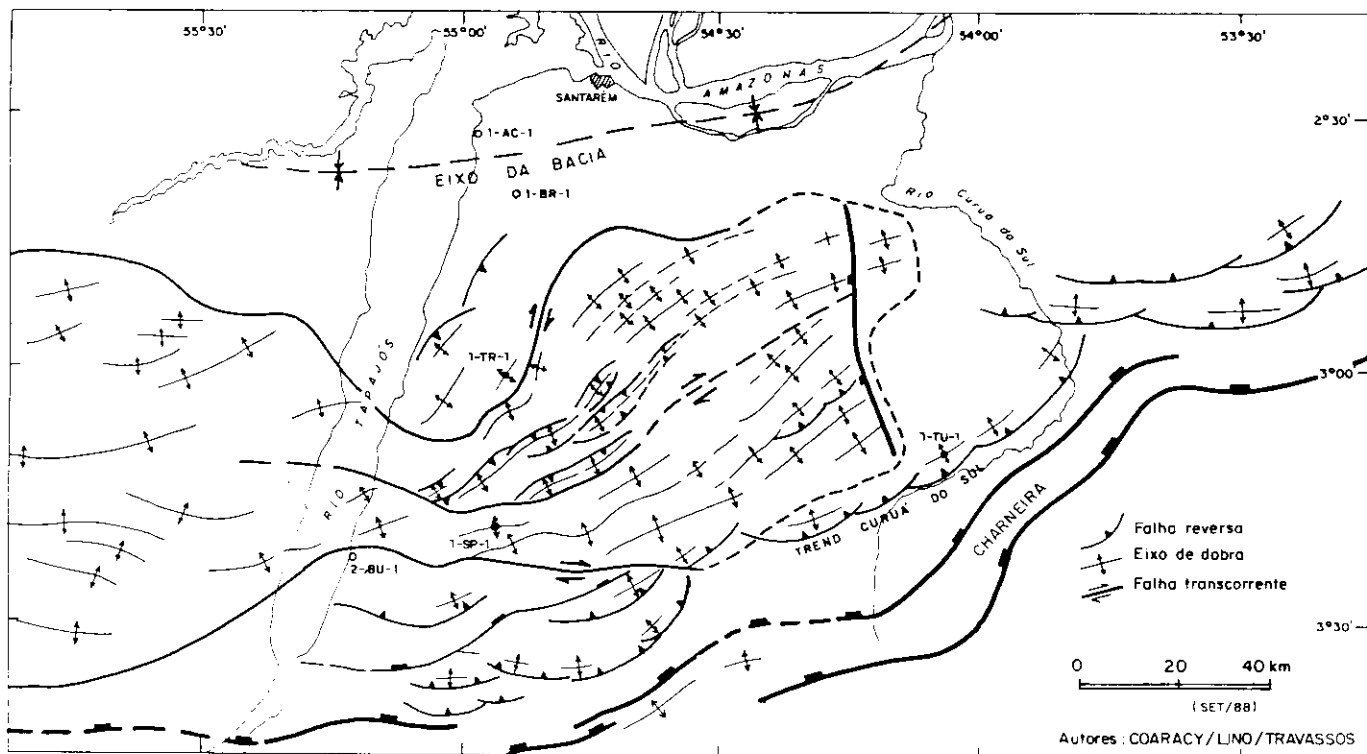 55°30'
55°00'
54°30'
54°00'
53°30'
RIO
AMAZONAS
SANTARÉM
1-AC-1
2°30'
EIXO DA BACIA
1-BR-1
RIO Curua do Sul
RIO TAPAJÓS
1-TR-1
3°00'
1-TU-1
TREND CURUÁ DO SUL
CHARNEIRA
1-SP-1
2-BU-1
Falha reversa
Eixo de dobra
Falha transcorrente
3°30'
0 20 40 km
(SET/88)
Autores: COARACY/LINO/TRAVASSOS